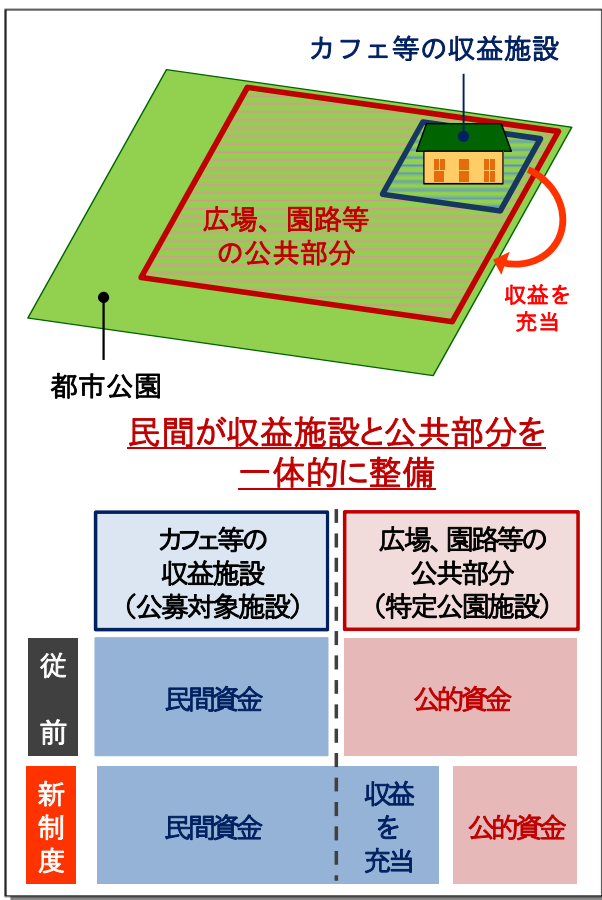 カフェ等の収益施設
広場、園路等
の公共部分
収益を
充当
都市公園
民間が収益施設と公共部分を
一体的に整備
カフェ等の
収益施設
（公募対象施設）
広場、園路等の
公共部分
（特定公園施設）
従
前
民間資金
公的資金
新
制
度
民間資金
収益
を
充当
公的資金